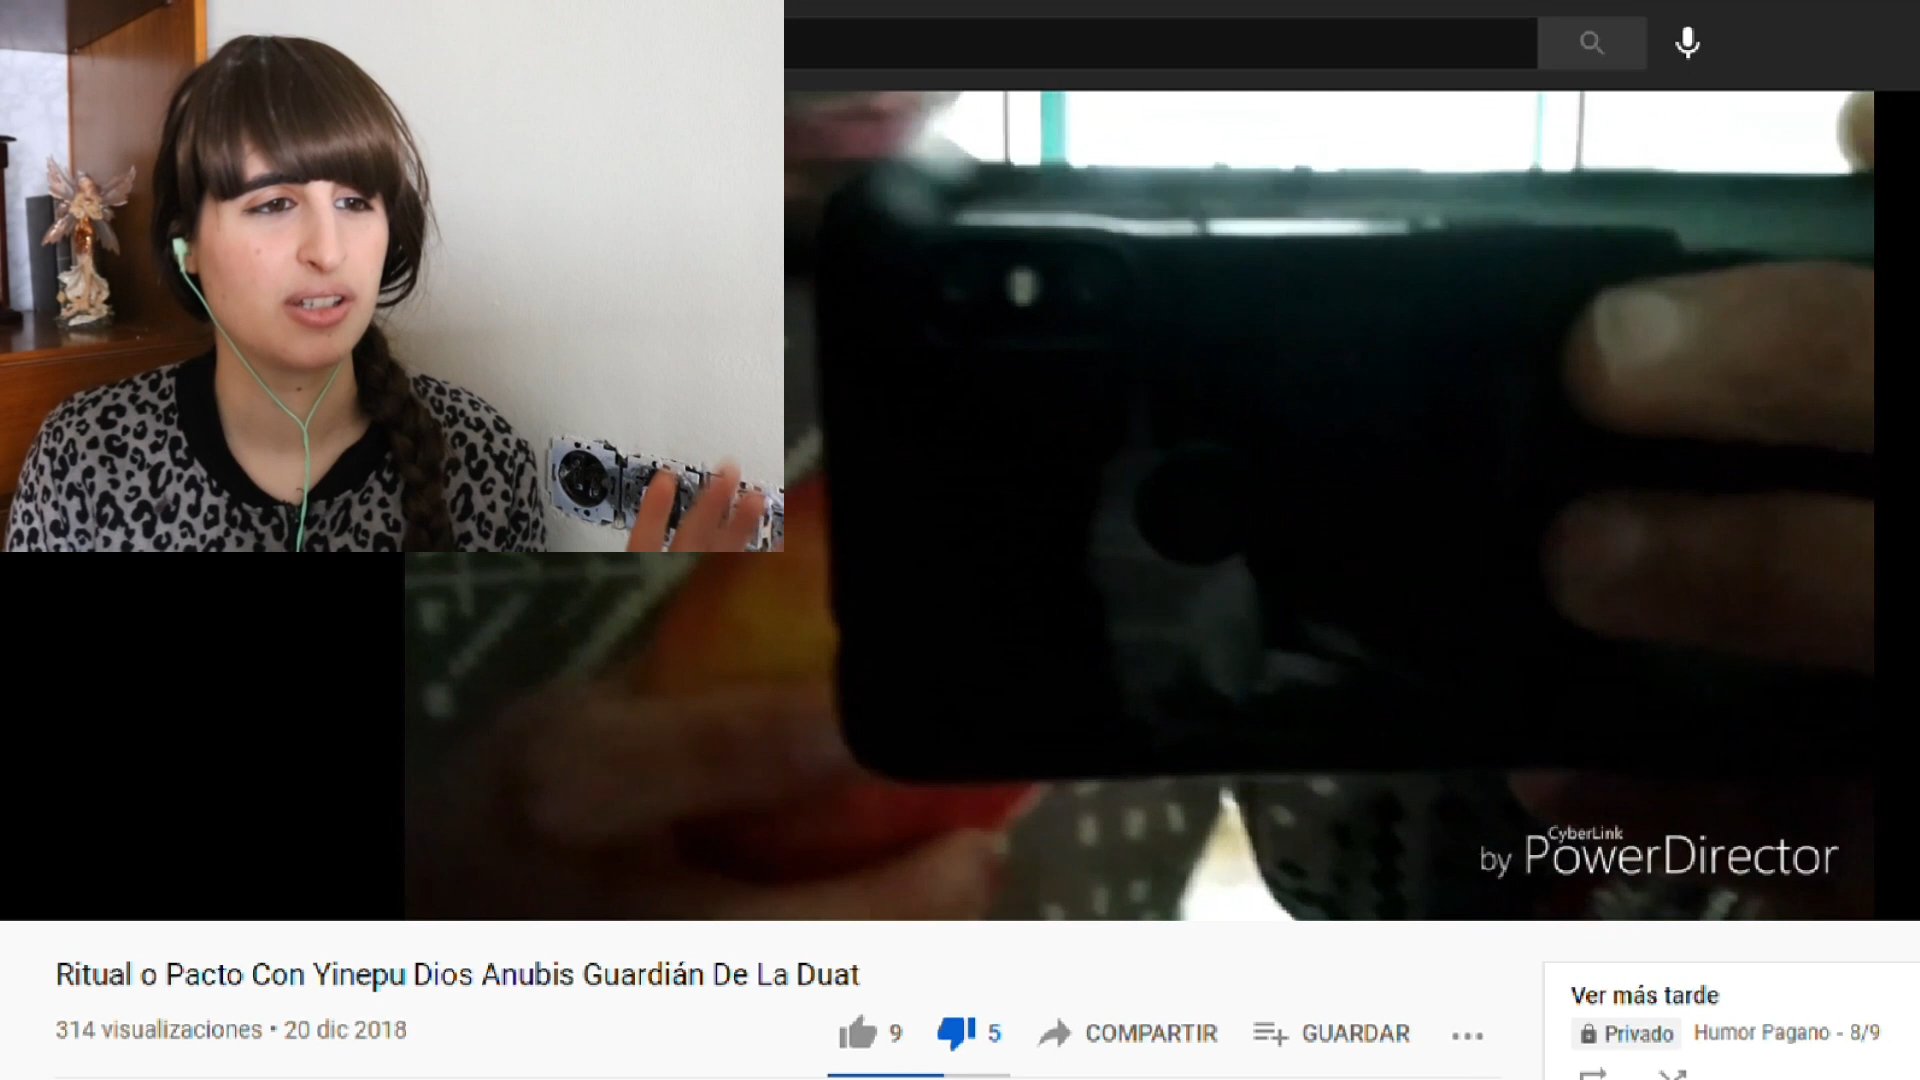 CyberLink
by PowerDirector
Ritual o Pacto Con Yinepu Dios Anubis Guardián De La Duat
314 visualizaciones • 20 dic 2018
9
5
COMPARTIR
GUARDAR
Ver más tarde
Privado
Humor Pagano - 8/9